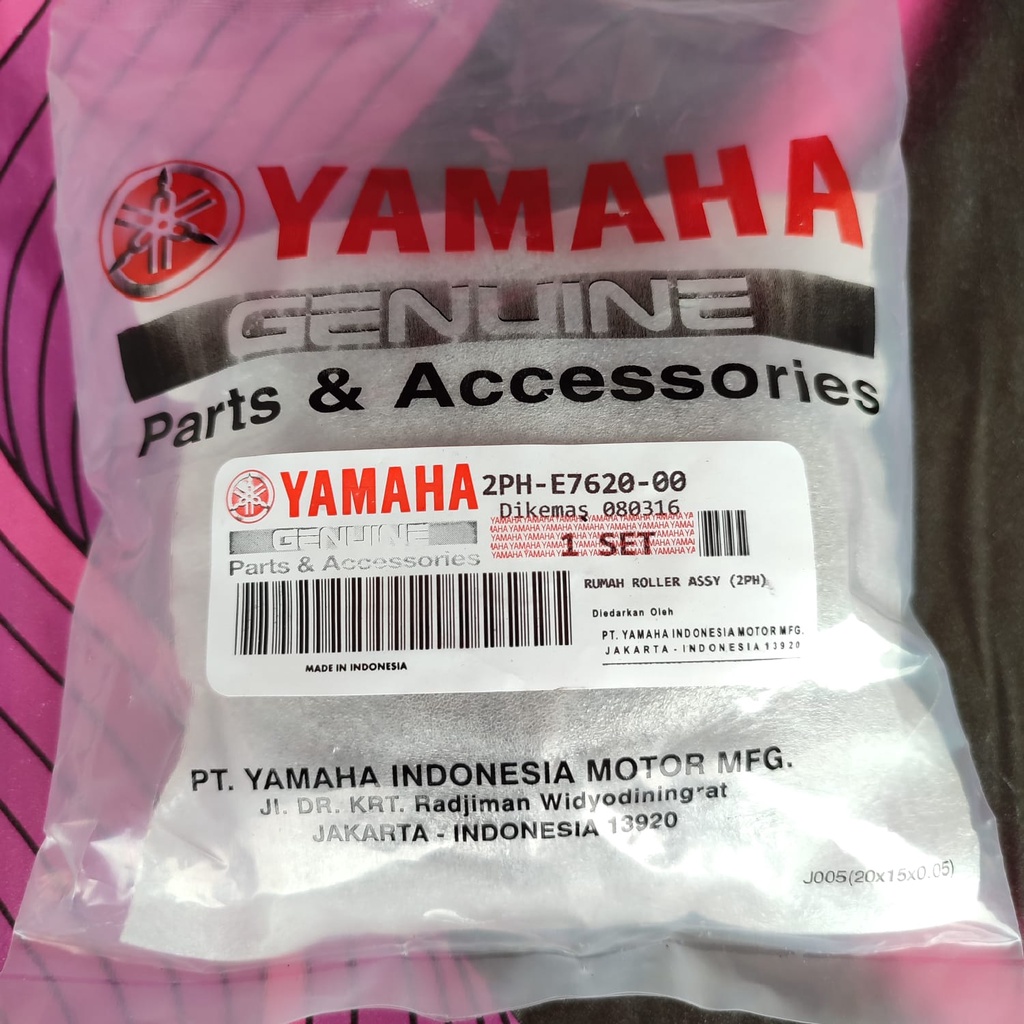 YAMAHA
GENUINE
Parts & Accessories
YAMAHA 2PH-E7620-00
Dikemas 080316
GENUINE
1 SET
Parts & Accessories
RUMAH ROLLER ASSY (2PH)
Diedarkan Oleh
PT. YAMAHA INDONESIA MOTOR MFG.
JAKARTA - INDONESIA 13920
MADE IN INDONESIA
PT. YAMAHA INDONESIA MOTOR MFG.
Jl. DR. KRT. Radjiman Widyodiningrat
JAKARTA - INDONESIA 13920
J005(20x15x0.05)